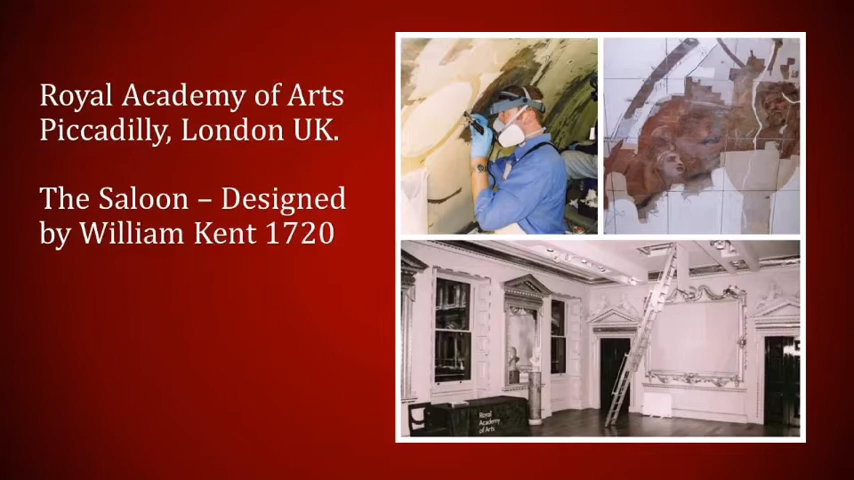 Royal Academy of Arts
Piccadilly, London UK.
The Saloon – Designed
by William Kent 1720
Royal
Academy
of Arts